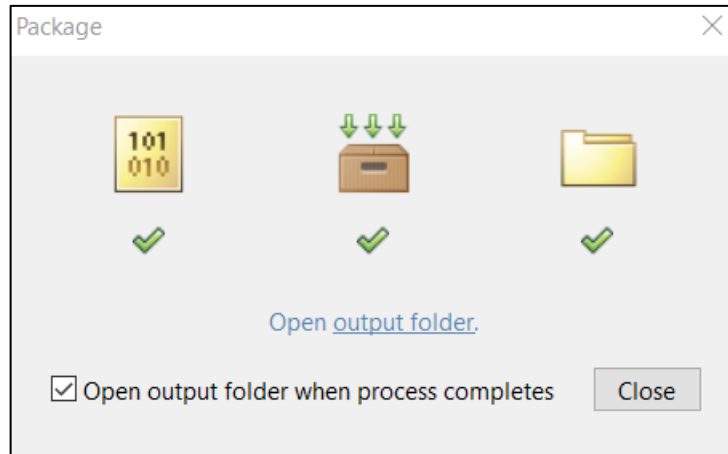 Package
101
010
Open output folder.
Open output folder when process completes
Close